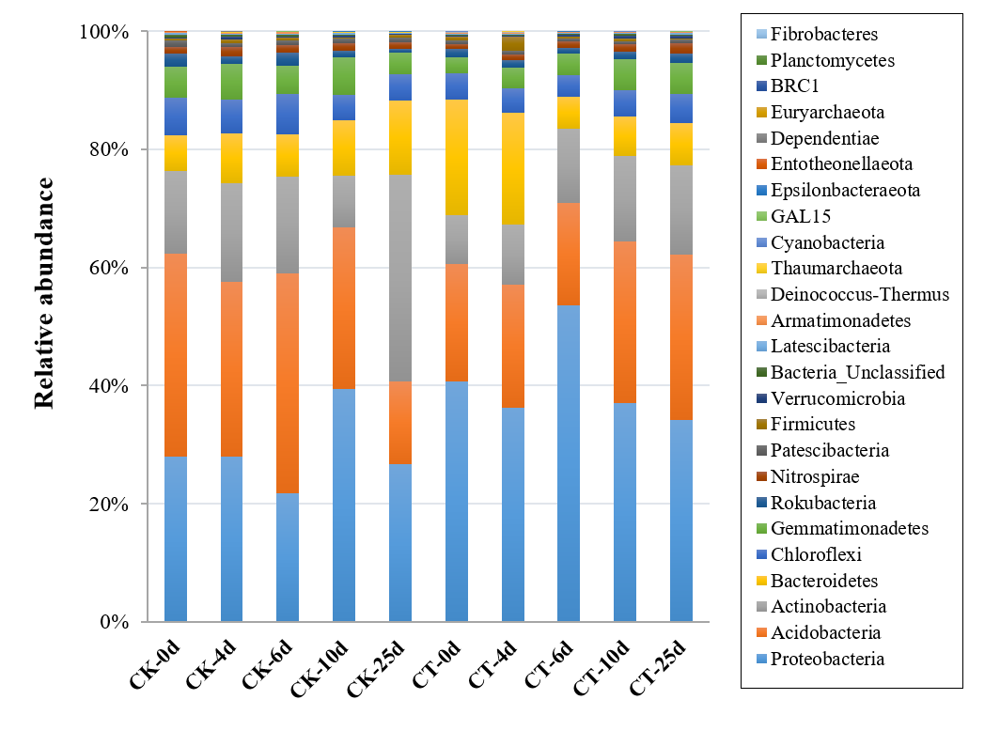 100%
80%
60%
40%
20%
0%
Relative abundance
CK-0d
CK-4d
CK-6d
CK-10d
CK-25d
CT-0d
CT-4d
CT-6d
CT-10d
CT-25d
Fibrobacteres
Planctomycetes
BRC1
Euryarchaeota
Dependentiae
Entotheonellaeota
Epsilonbacteraeota
GAL15
Cyanobacteria
Thaumarchaeota
Deinococcus-Thermus
Armatimonadetes
Latescibacteria
Bacteria_Unclassified
Verrucomicrobia
Firmicutes
Patescibacteria
Nitrospirae
Rokubacteria
Gemmatimonadetes
Chloroflexi
Bacteroidetes
Actinobacteria
Acidobacteria
Proteobacteria